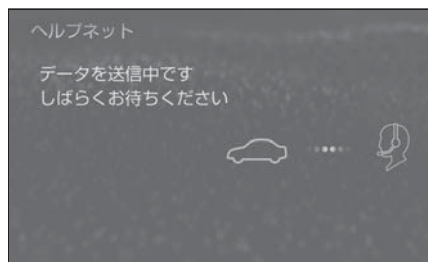 ヘルプネット
データを送信中です
しばらくお待ちください